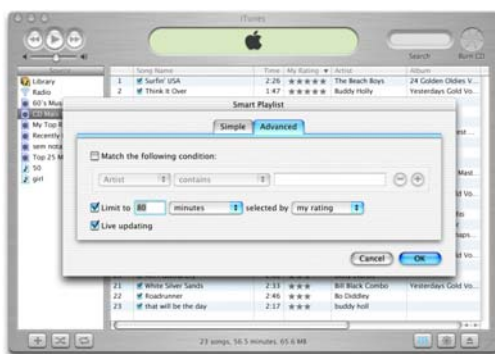 iTunes
Search
Burn CD
Source
Song Name Time My Rating Artist Album
Library
1 Surfin' USA 2:26 The Beach Boys 24 Golden Oldies V...
Radio
2 Think It Over 1:47 Buddy Holly Yesterdays Gold Vo...
60's Mus
Smart Playlist
CD
My Top R
Simple Advanced
Recently
sem nota
Match the following condition:
Top 25 M
50
Artist contains
girl
Limit to 80 minutes selected by my rating
Live updating
Cancel OK
21 White Silver Sands 2:33 Bill Black Combo Yesterdays Gold Vo...
22 Roadrunner 2:46 Bo Diddley
23 that will be the day 2:17 buddy holl
23 songs, 56.5 minutes, 65.6 MB